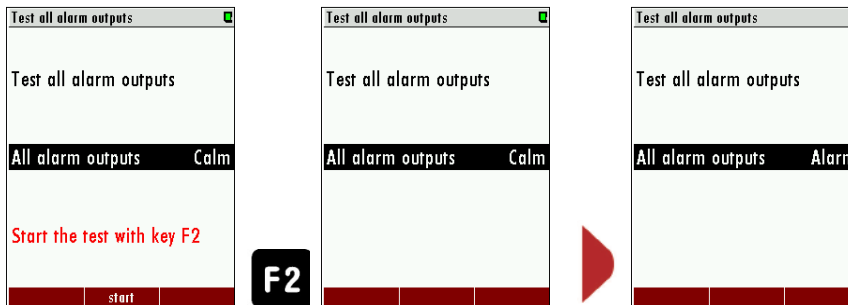 Test all alarm outputs
Test all alarm outputs
All alarm outputs Calm
Start the test with key F2
start
F2
Test all alarm outputs
Test all alarm outputs
All alarm outputs Calm
Test all alarm outputs
Test all alarm outputs
All alarm outputs Alarm